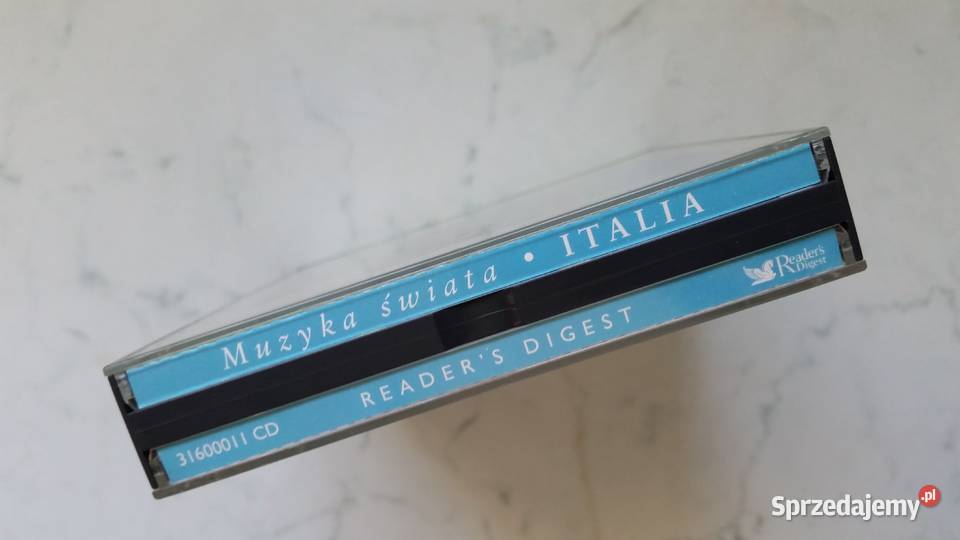 Muzyka świata • ITALIA
Reader's
Digest
READER'S DIGEST
31600011 CD
Sprzedajemy.pl